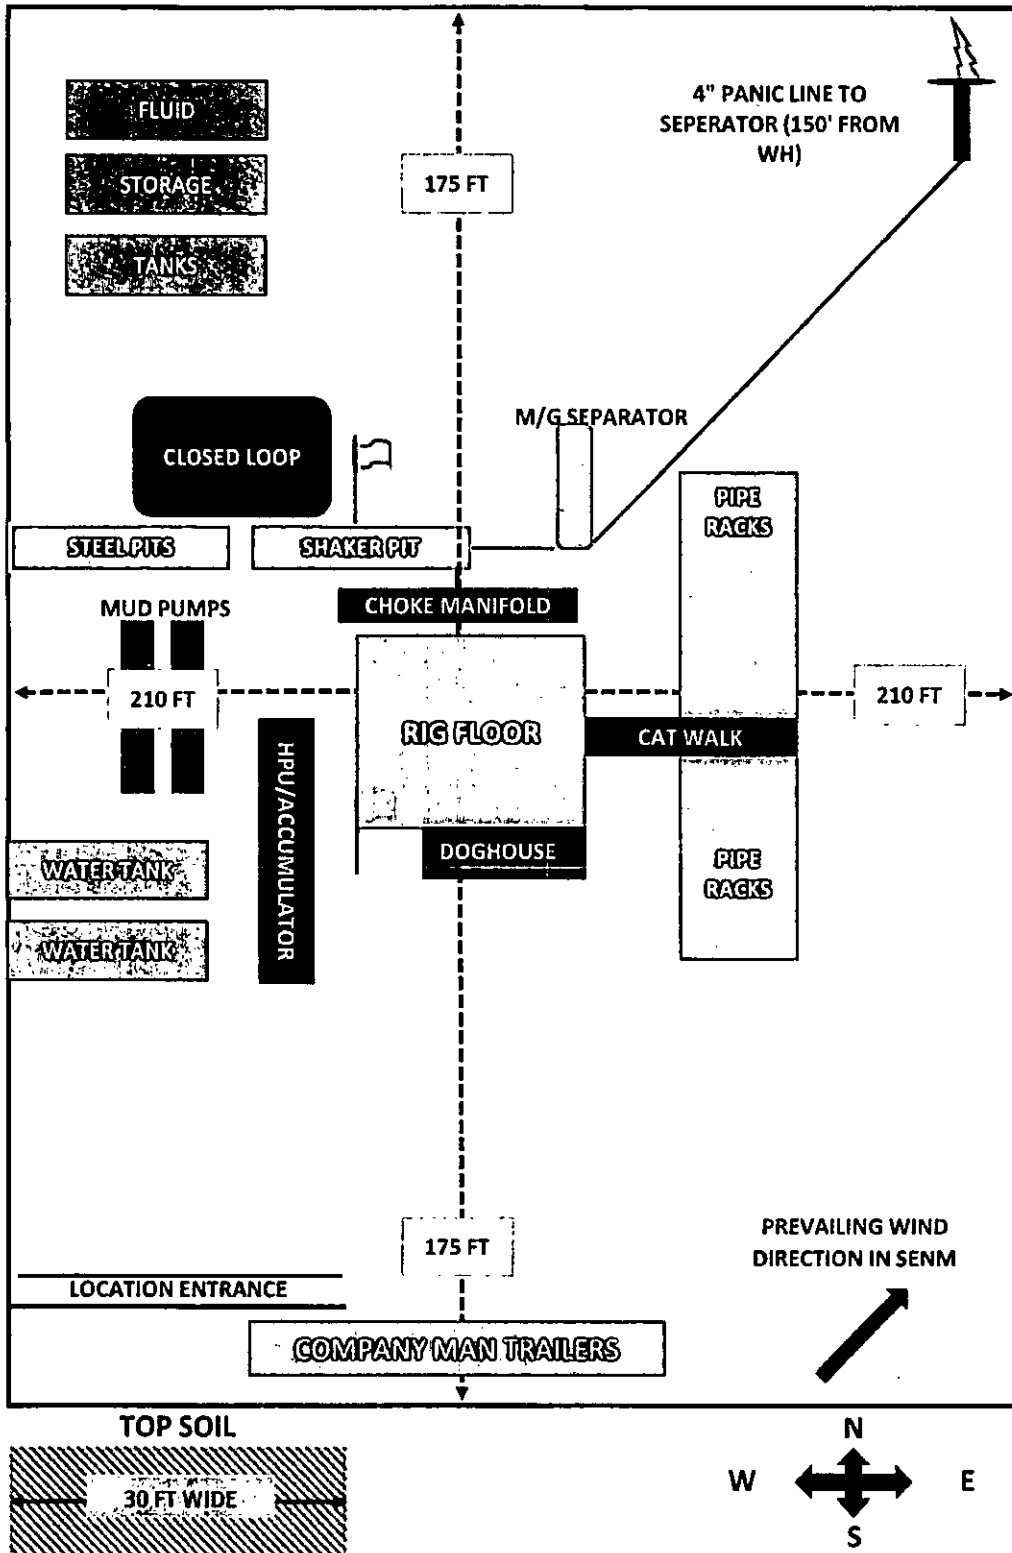 FLUID
STORAGE
TANKS
4" PANIC LINE TO
SEPERATOR (150' FROM
WH)
175 FT
M/G SEPARATOR
CLOSED LOOP
PIPE
RACKS
STEEL PITS
SHAKER PIT
CHOKE MANIFOLD
MUD PUMPS
210 FT
RIG FLOOR
CAT WALK
210 FT
HPU/ACCUMULATOR
DOGHOUSE
WATER TANK
PIPE
RACKS
WATER TANK
175 FT
PREVAILING WIND
DIRECTION IN SENM
LOCATION ENTRANCE
COMPANY MAN TRAILERS
TOP SOIL
30 FT WIDE
N
W
E
S